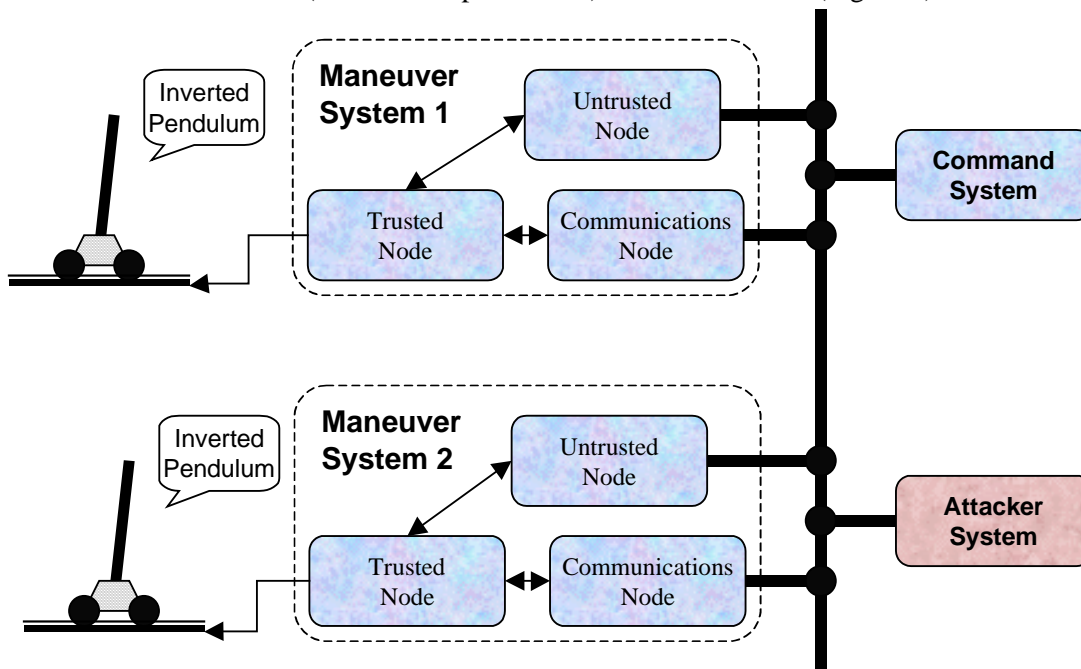 Maneuver
System 1
Inverted
Pendulum
Untrusted
Node
Trusted
Node
Communications
Node
Command
System
Maneuver
System 2
Inverted
Pendulum
Untrusted
Node
Trusted
Node
Communications
Node
Attacker
System